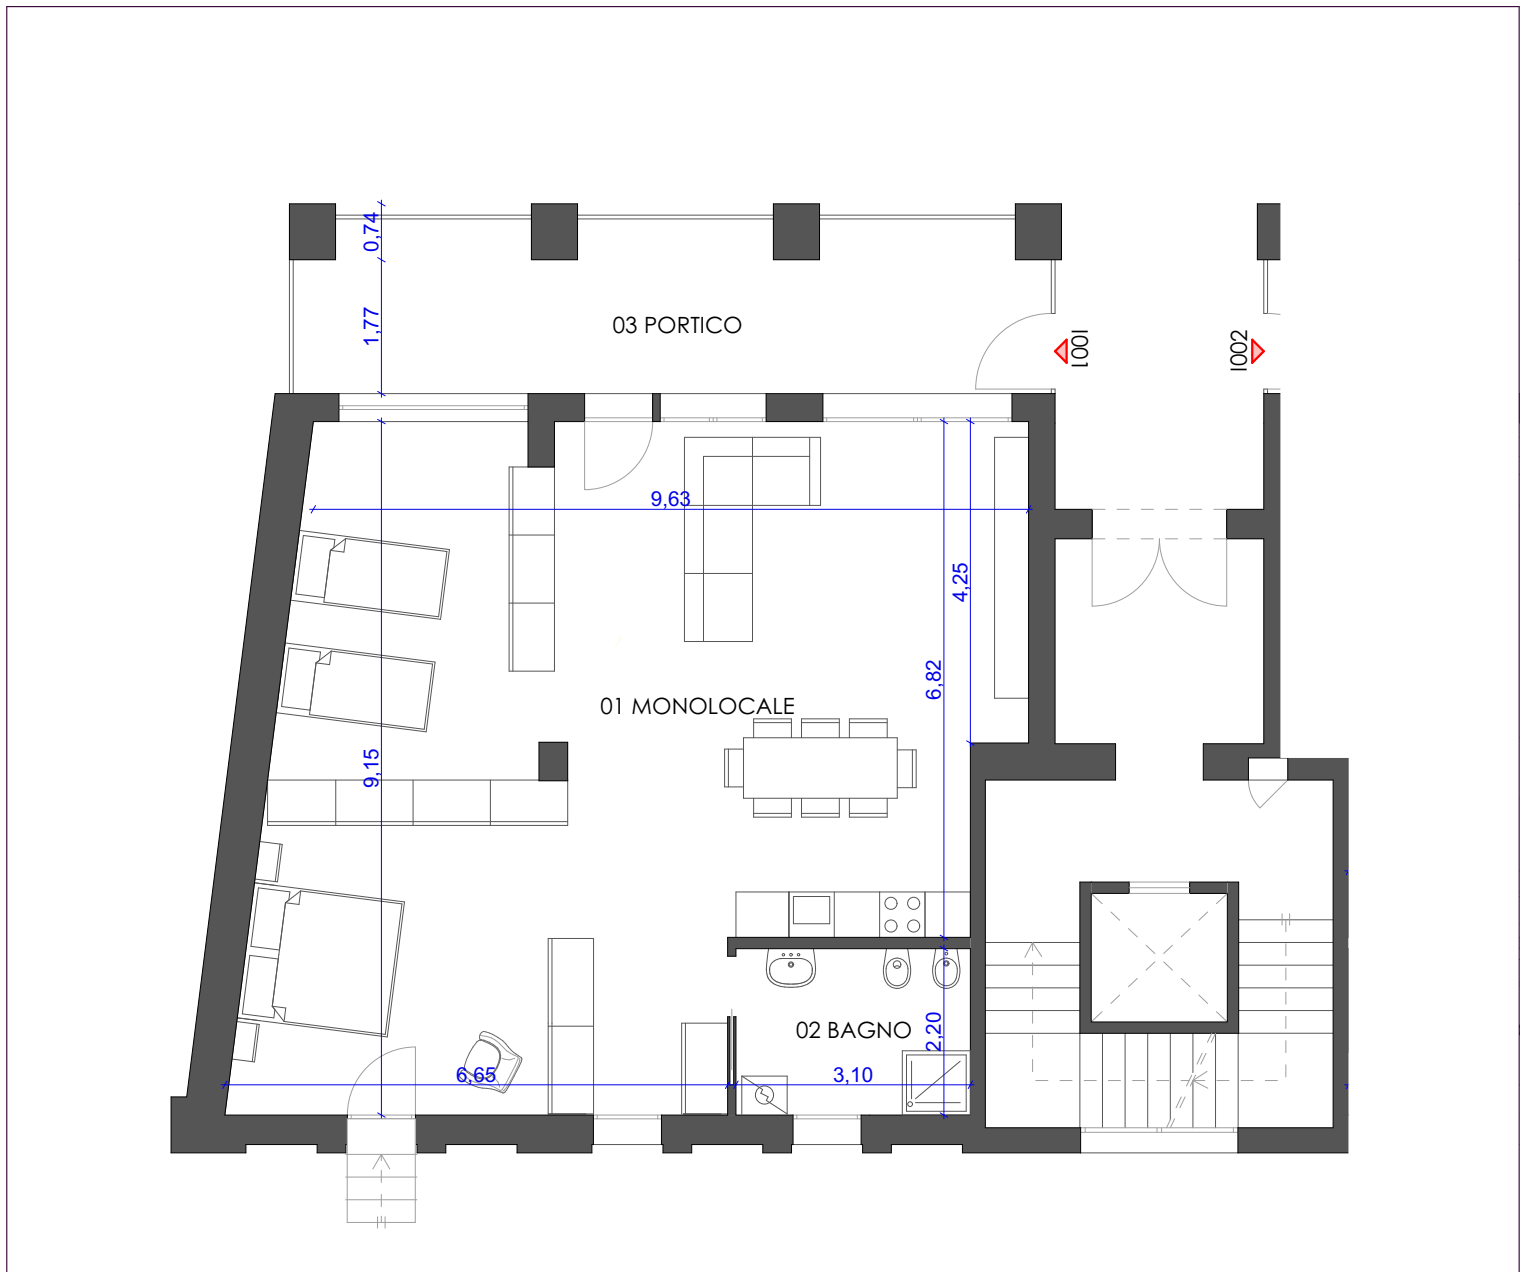 0,74
1,77
03 PORTICO
I001
I002
9,63
4,25
6,82
01 MONOLOCALE
9,15
02 BAGNO
2,20
6,65
3,10